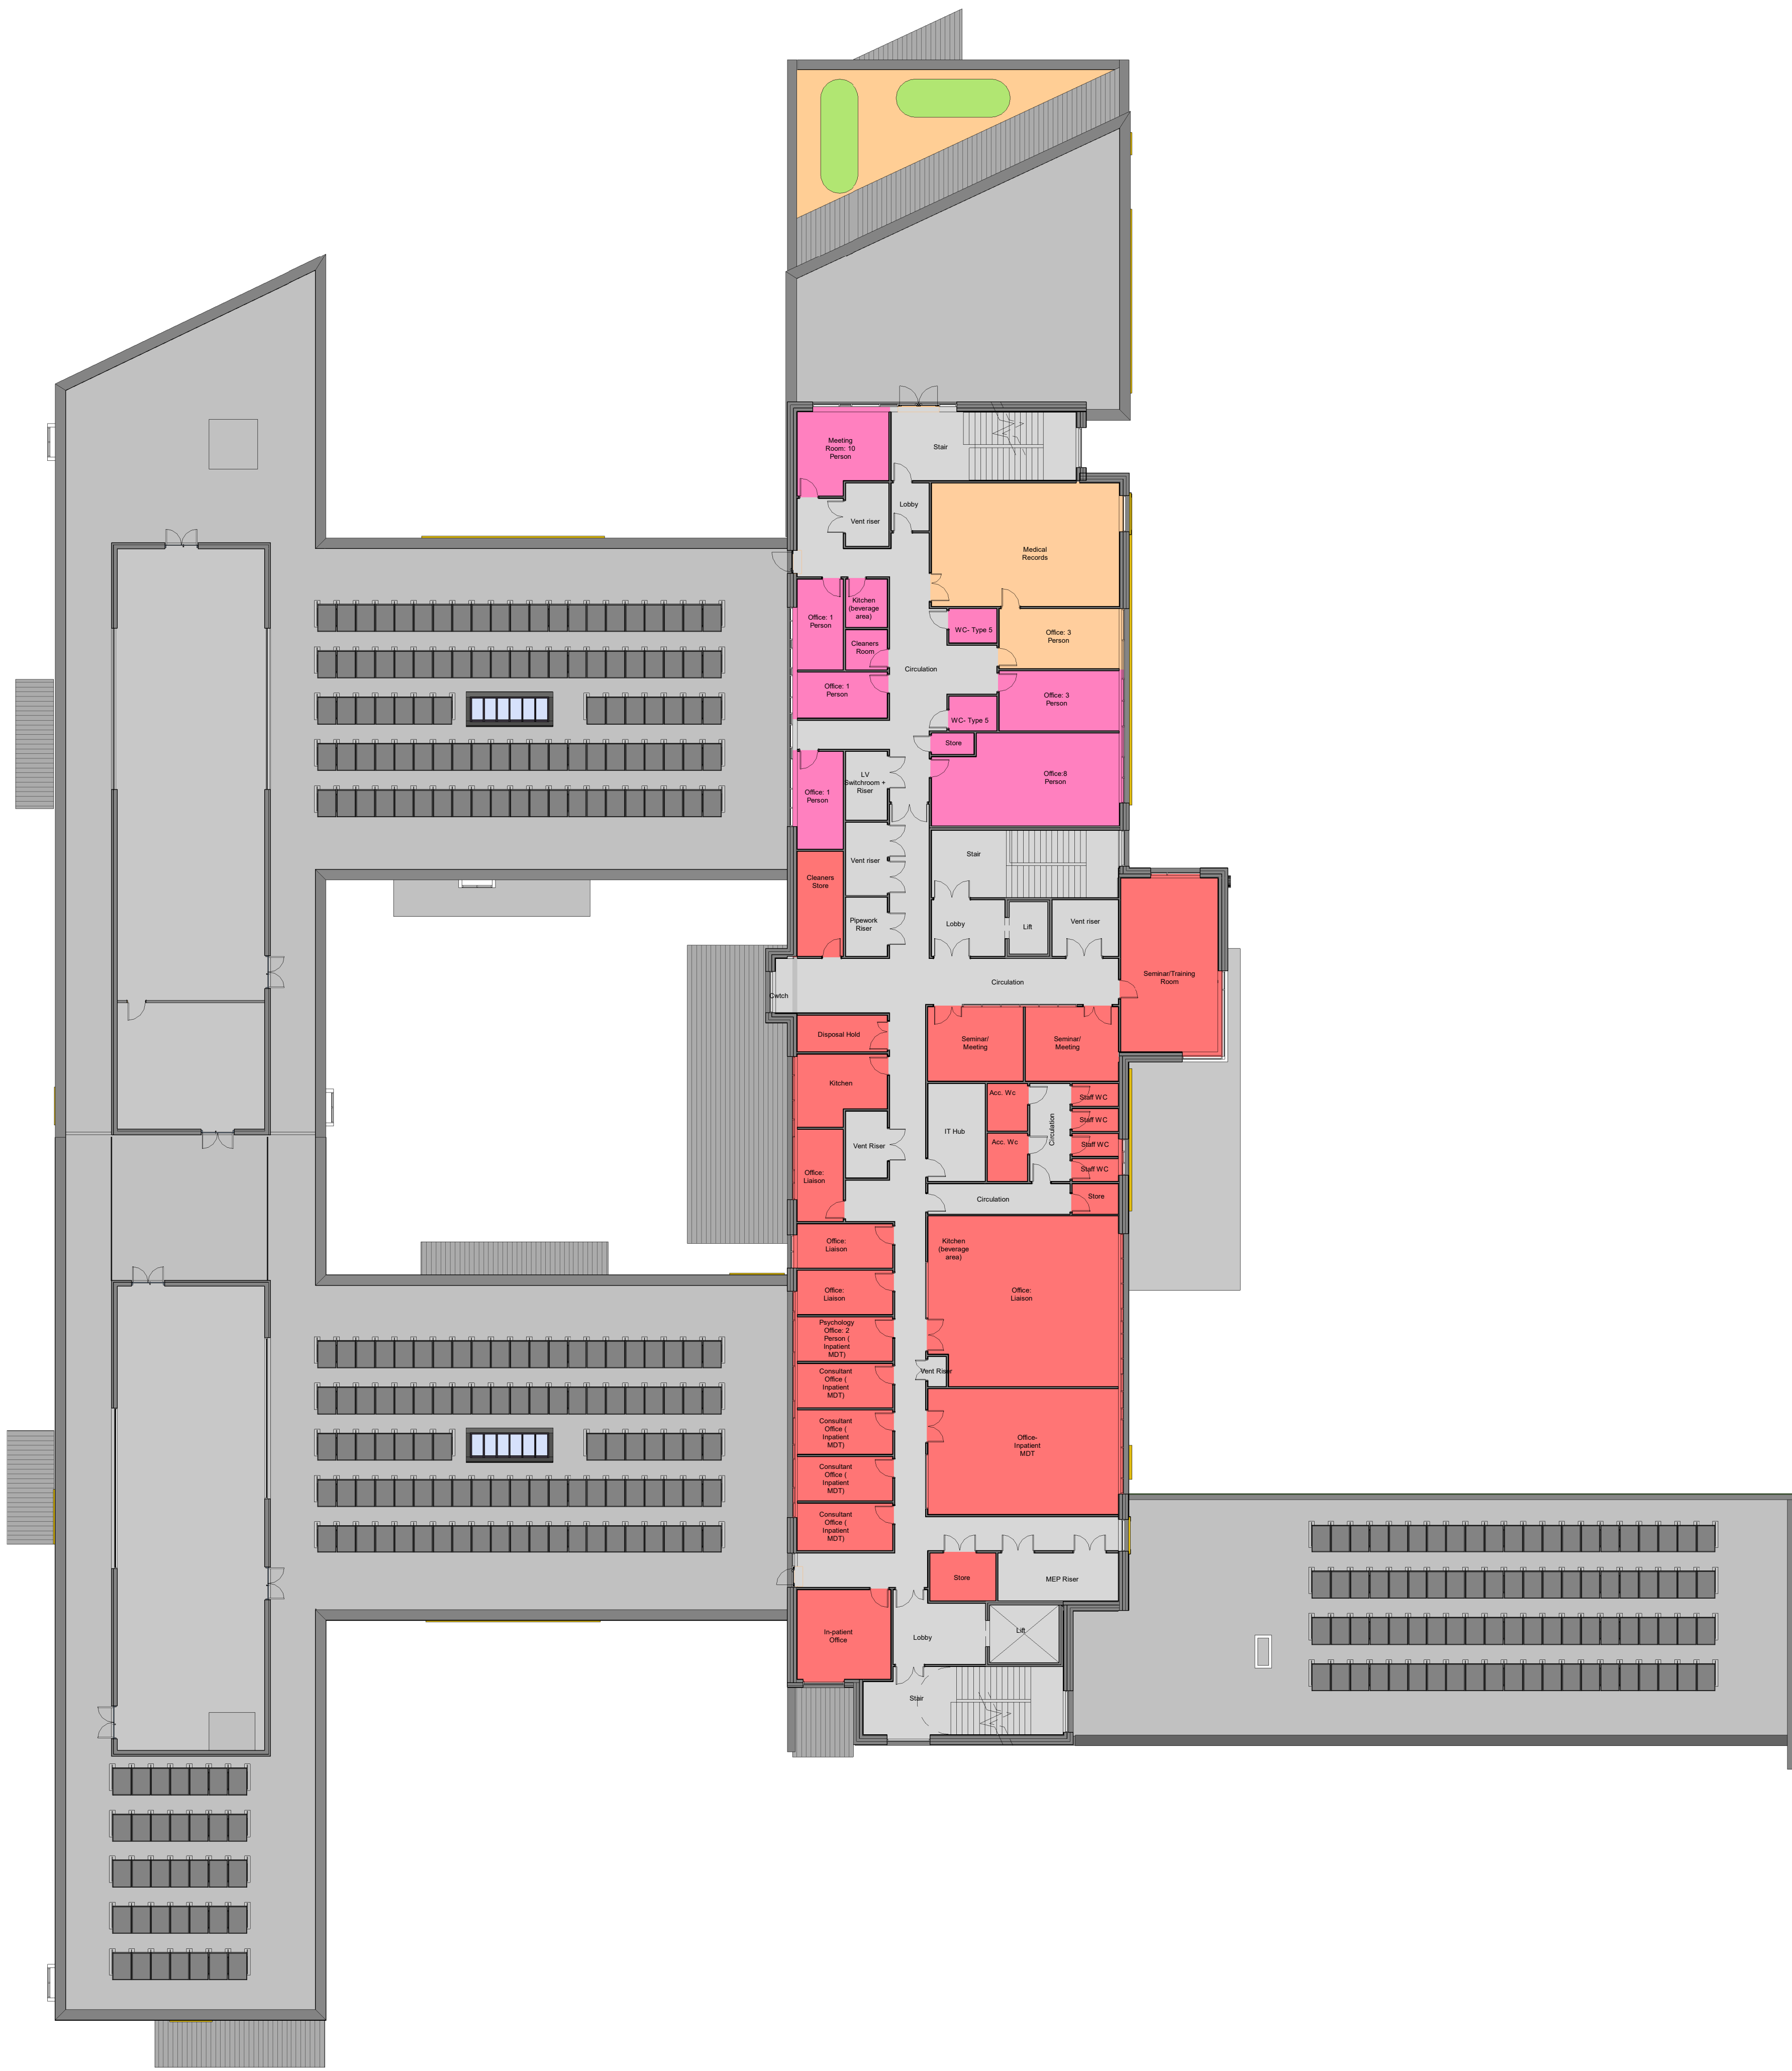 Meeting
Room: 10
Person
Stair
Lobby
Vent riser
Medical
Records
Kitchen
(beverage
area)
Office: 1
Person
WC- Type 5
Office: 3
Person
Cleaners
Room
Circulation
Office: 1
Person
Office: 3
Person
WC- Type 5
Store
Office:8
Person
LV
Switchroom +
Riser
Office: 1
Person
Stair
Vent riser
Cleaners
Store
Pipework
Riser
Lobby
Lift
Vent riser
Seminar/Training
Room
Circulation
Cwtch
Disposal Hold
Seminar/
Meeting
Seminar/
Meeting
Kitchen
Acc. Wc
Staff WC
Staff WC
IT Hub
Circulation
Acc. Wc
Staff WC
Vent Riser
Staff WC
Office:
Liaison
Circulation
Store
Office:
Liaison
Kitchen
(beverage
area)
Office:
Liaison
Office:
Liaison
Psychology
Office: 2
Person (
Inpatient
MDT)
Vent Riser
Consultant
Office (
Inpatient
MDT)
Consultant
Office (
Inpatient
MDT)
Office-
Inpatient
MDT
Consultant
Office (
Inpatient
MDT)
Consultant
Office (
Inpatient
MDT)
Store
MEP Riser
In-patient
Office
Lobby
Lift
Stair